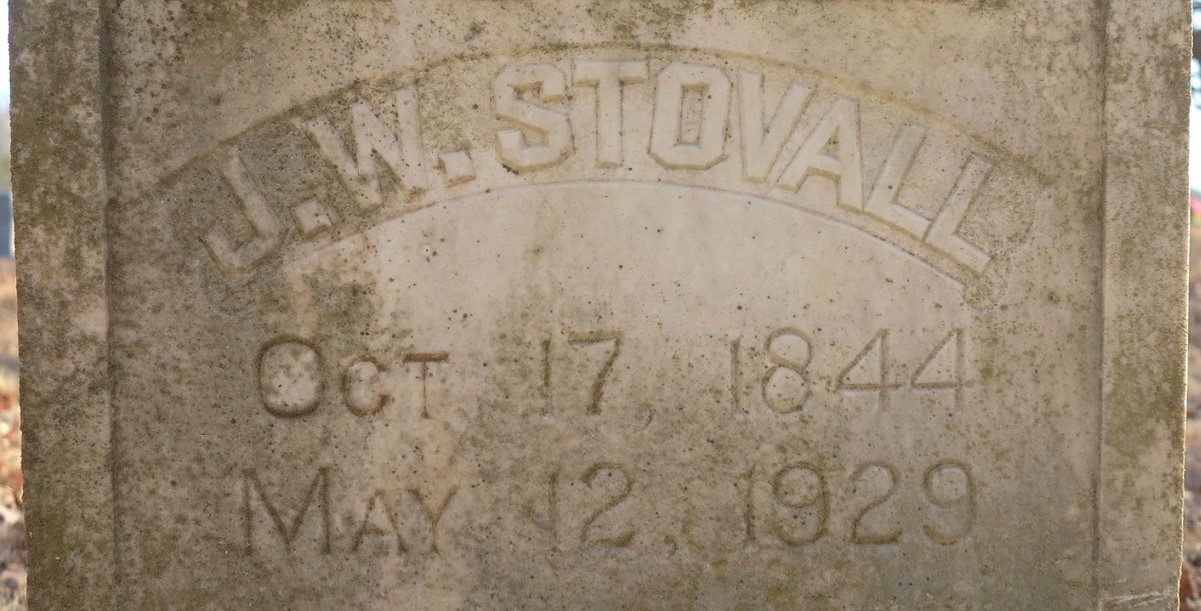 J. W. STOVALL
OCT 17, 1844
MAY 12, 1929